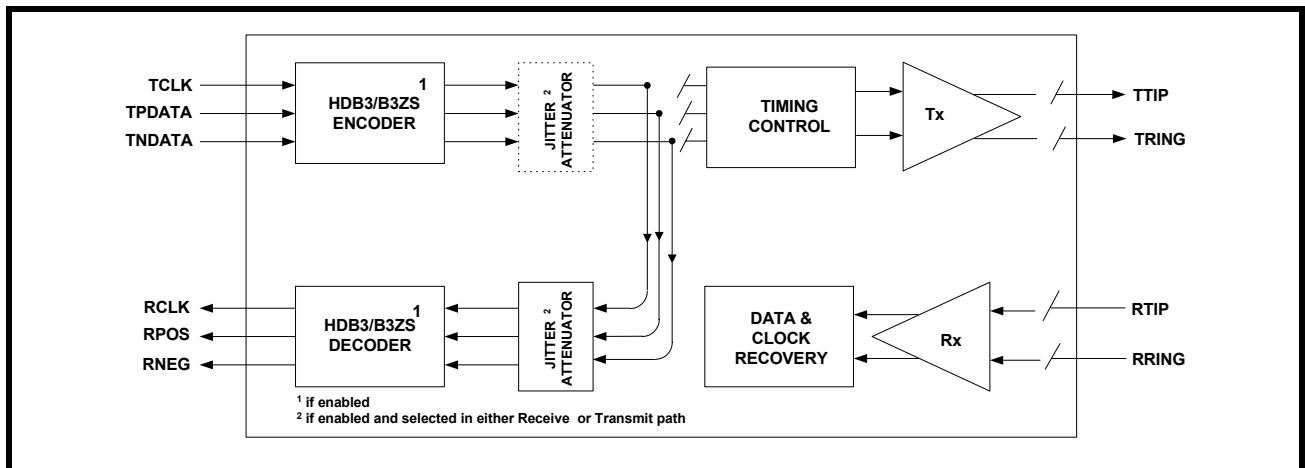 TCLK
TPDATA
TNDATA
HDB3/B3ZS 1
ENCODER
JITTER 2
ATTENUATOR
TIMING
CONTROL
Tx
TTIP
TRING
RCLK
RPOS
RNEG
HDB3/B3ZS 1
DECODER
JITTER 2
ATTENUATOR
DATA &
CLOCK
RECOVERY
Rx
RTIP
RRING
1 if enabled
2 if enabled and selected in either Receive or Transmit path